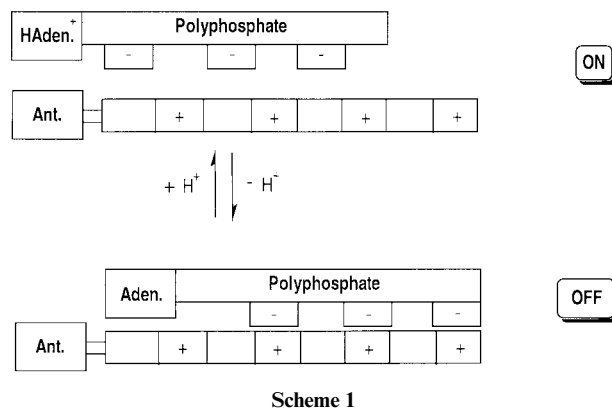 HAden.+ Polyphosphate
- - -
ON
Ant. + + + +
+ H+ - H-
Aden. Polyphosphate
- - -
OFF
Ant. + + + +
Scheme 1